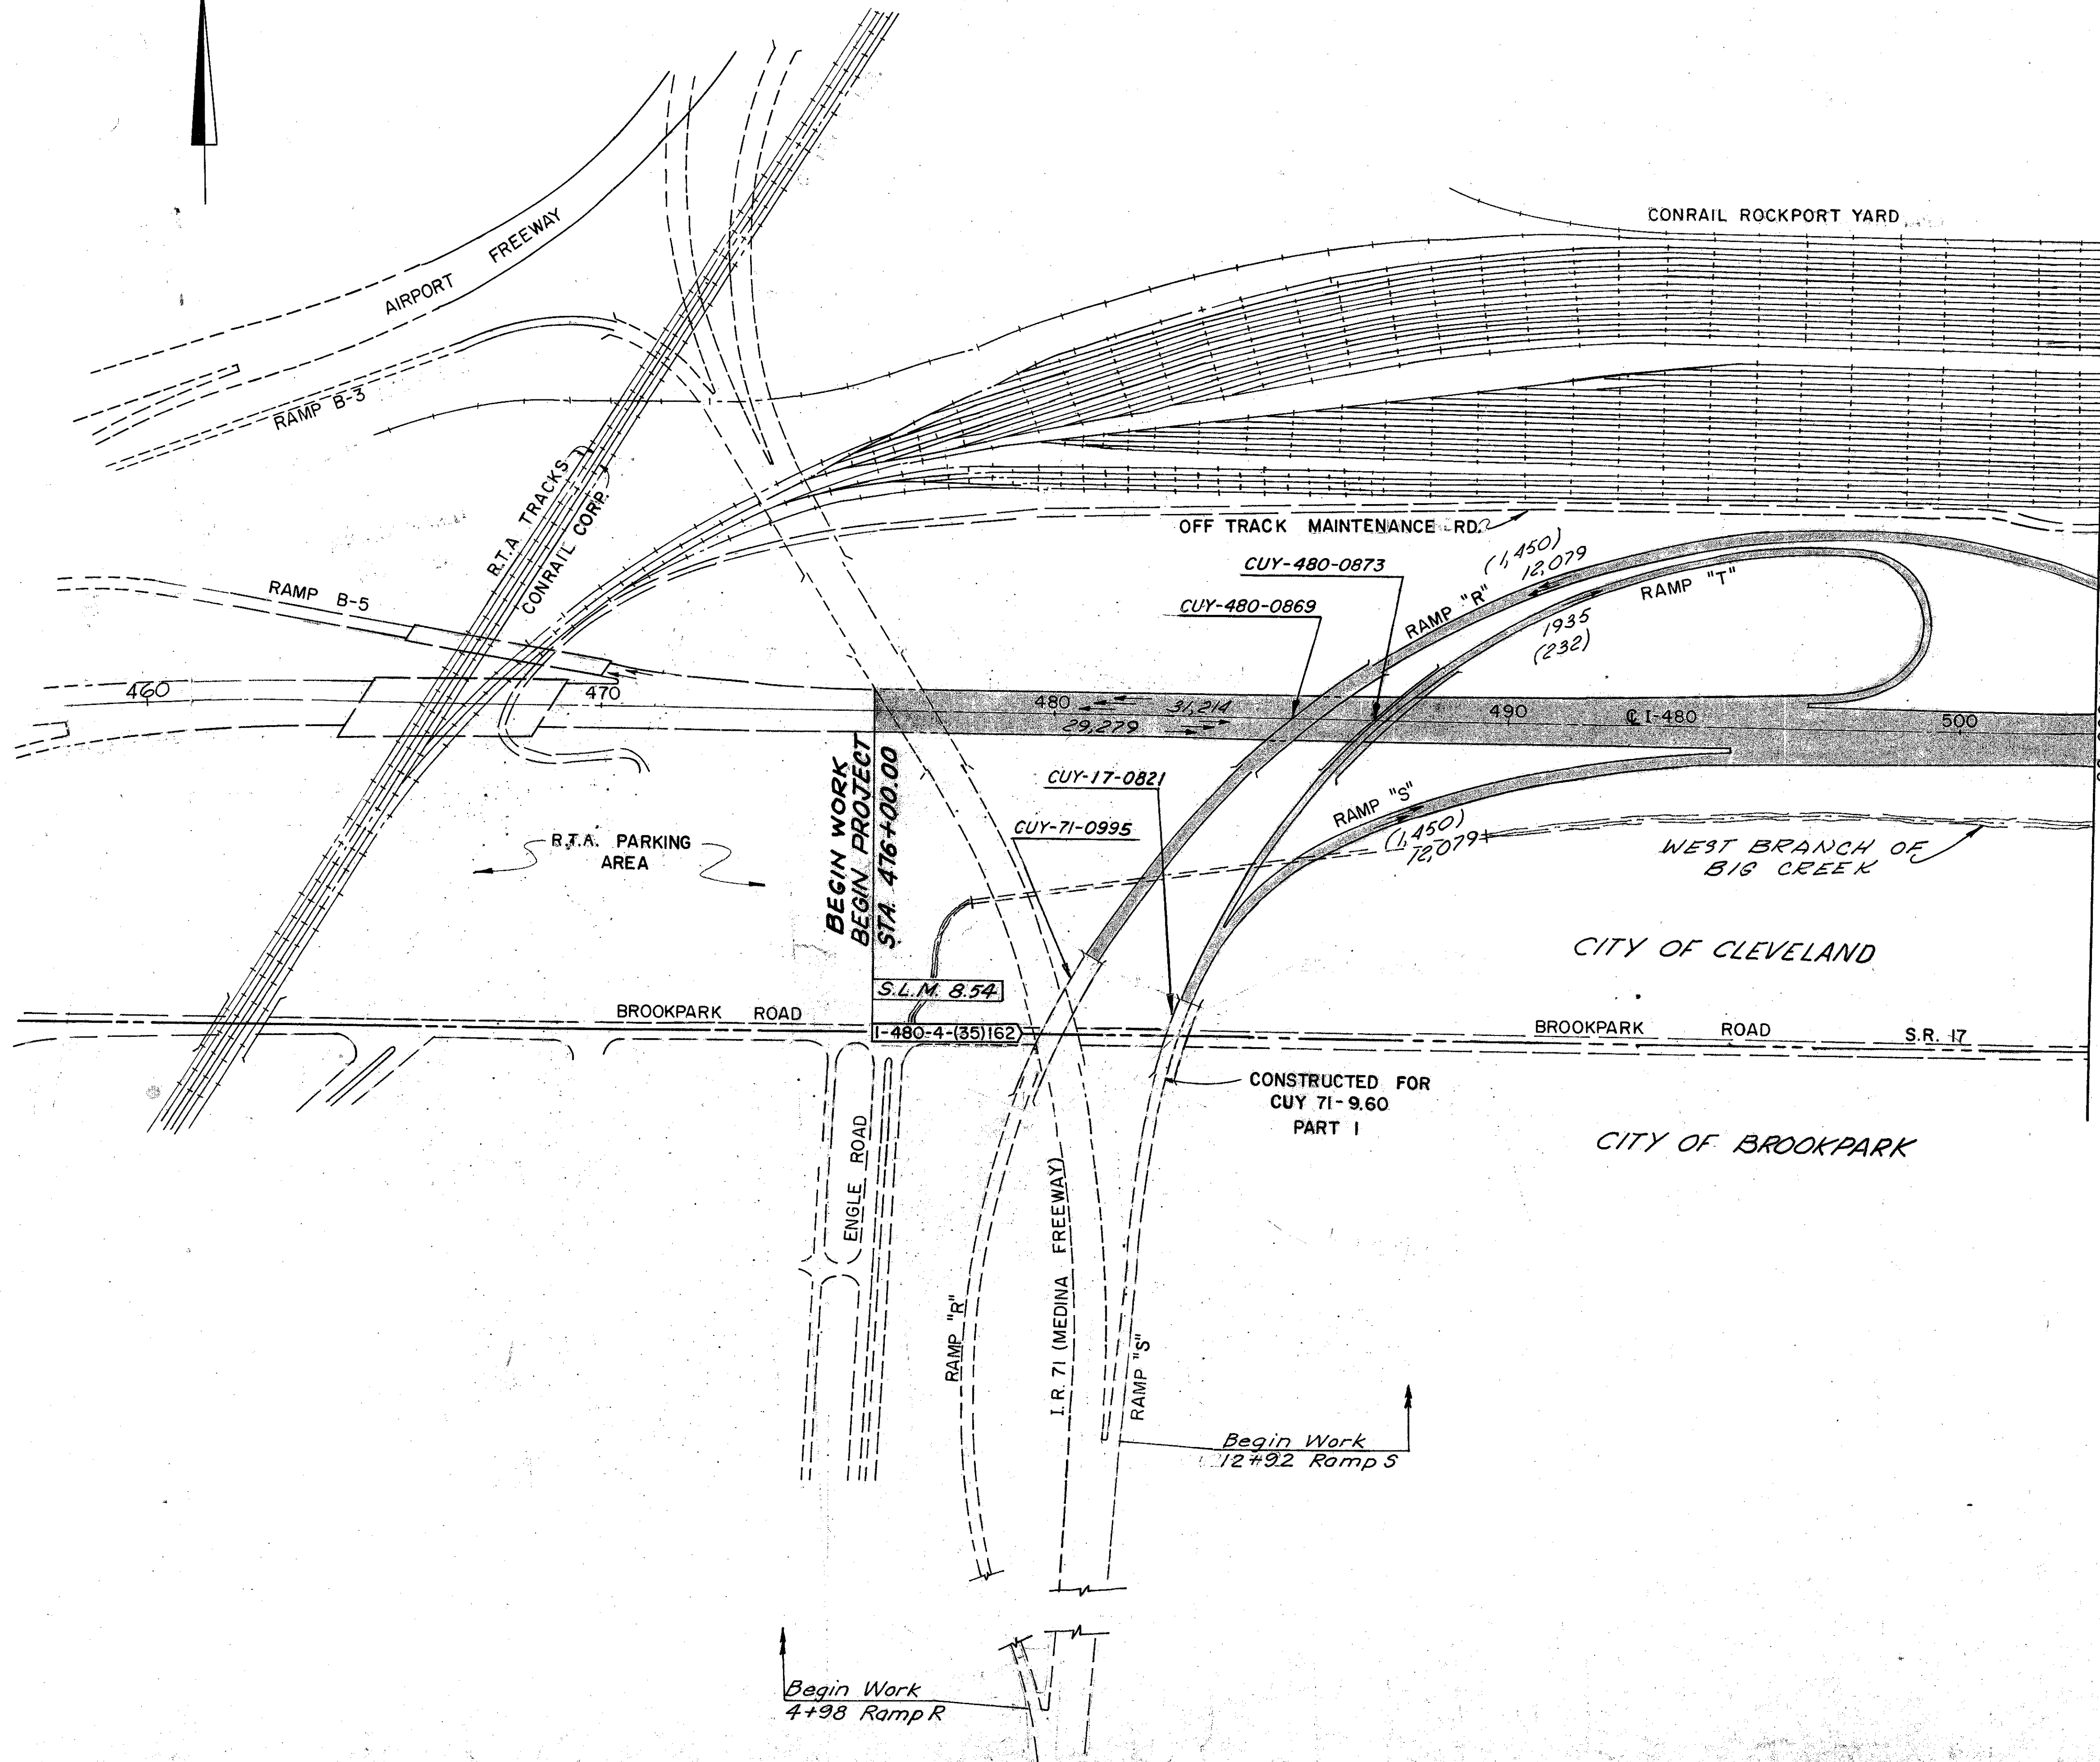 CONRAIL ROCKPORT YARD
AIRPORT FREEWAY
RAMP B-3
R.T.A TRACKS
CONRAIL CORP.
OFF TRACK MAINTENANCE RD.
(1,450)
12,079
CUY-480-0873
CUY-480-0869
RAMP "R"
RAMP "T"
1935
(232)
RAMP B-5
460
470
480
31,214
29,279
490
℄ I-480
500
BEGIN WORK
BEGIN PROJECT
STA. 476+00.00
CUY-17-0821
CUY-71-0995
RAMP "S"
(1,450)
12,079
R.T.A. PARKING
AREA
WEST BRANCH OF
BIG CREEK
CITY OF CLEVELAND
S.L.M. 8.54
BROOKPARK ROAD
I-480-4-(35)162
BROOKPARK ROAD S.R. 17
CONSTRUCTED FOR
CUY 71-9.60
PART 1
CITY OF BROOKPARK
ENGLE ROAD
RAMP "R"
I.R. 71 (MEDINA FREEWAY)
RAMP "S"
Begin Work
12+92 Ramp S
Begin Work
4+98 Ramp R